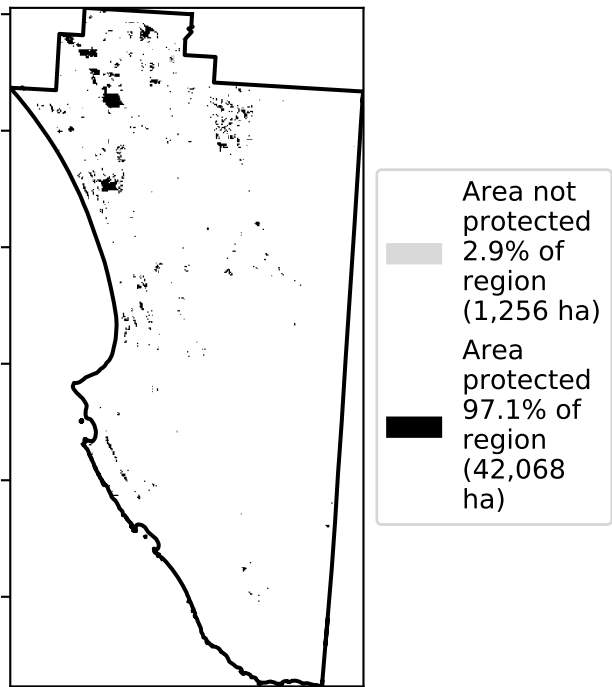 Area not
protected
2.9% of
region
(1,256 ha)
Area
protected
97.1% of
region
(42,068
ha)